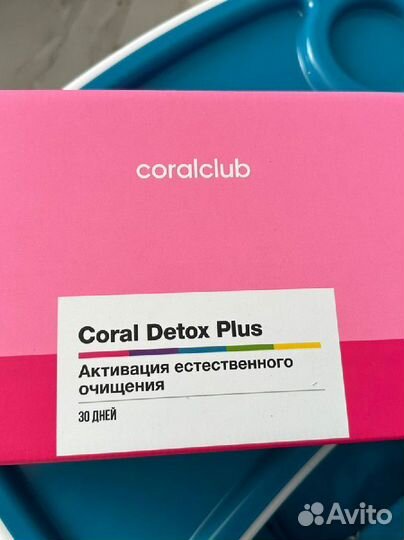 coralclub
Coral Detox Plus
Активация естественного
очищения
30 ДНЕЙ
Avito